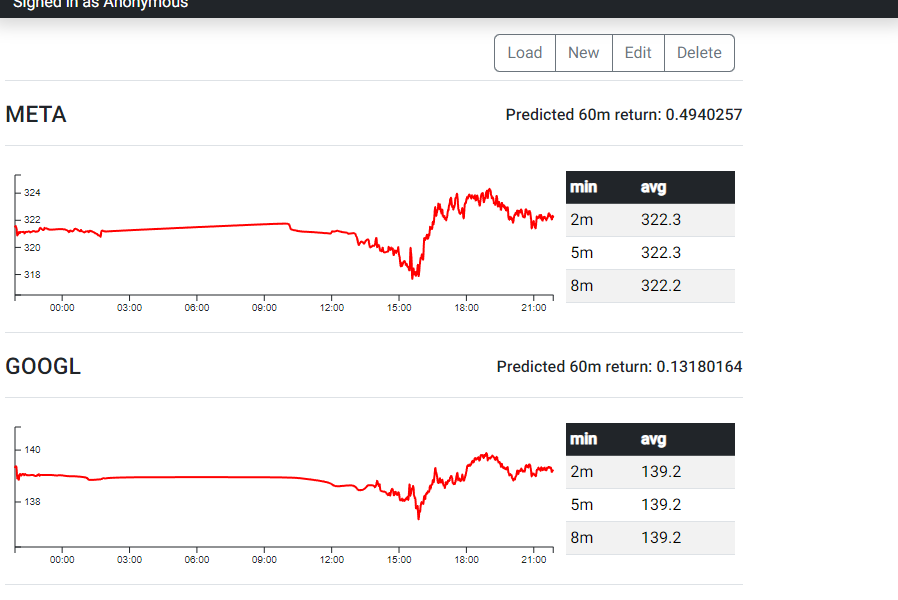 Signed in as Anonymous
Load New Edit Delete
META Predicted 60m return: 0.4940257
324
322
320
318
00:00 03:00 06:00 09:00 12:00 15:00 18:00 21:00
min avg
2m 322.3
5m 322.3
8m 322.2
GOOGL Predicted 60m return: 0.13180164
140
138
00:00 03:00 06:00 09:00 12:00 15:00 18:00 21:00
min avg
2m 139.2
5m 139.2
8m 139.2